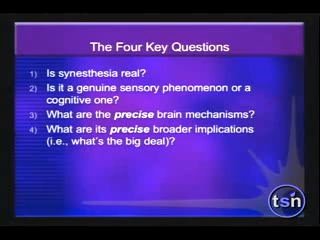 The Four Key Questions
1) Is synesthesia real?
2) Is it a genuine sensory phenomenon or a
cognitive one?
3) What are the precise brain mechanisms?
4) What are its precise broader implications
(i.e., what's the big deal)?
tsn